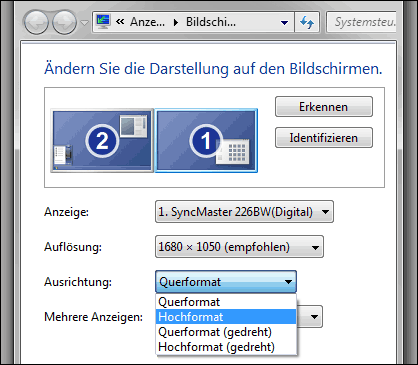 « Anze... ▸ Bildschi...
Systemsteu
Ändern Sie die Darstellung auf den Bildschirmen.
2 1
Erkennen
Identifizieren
Anzeige: 1. SyncMaster 226BW(Digital)
Auflösung: 1680 × 1050 (empfohlen)
Ausrichtung: Querformat
Querformat
Hochformat
Mehrere Anzeigen:
Querformat (gedreht)
Hochformat (gedreht)